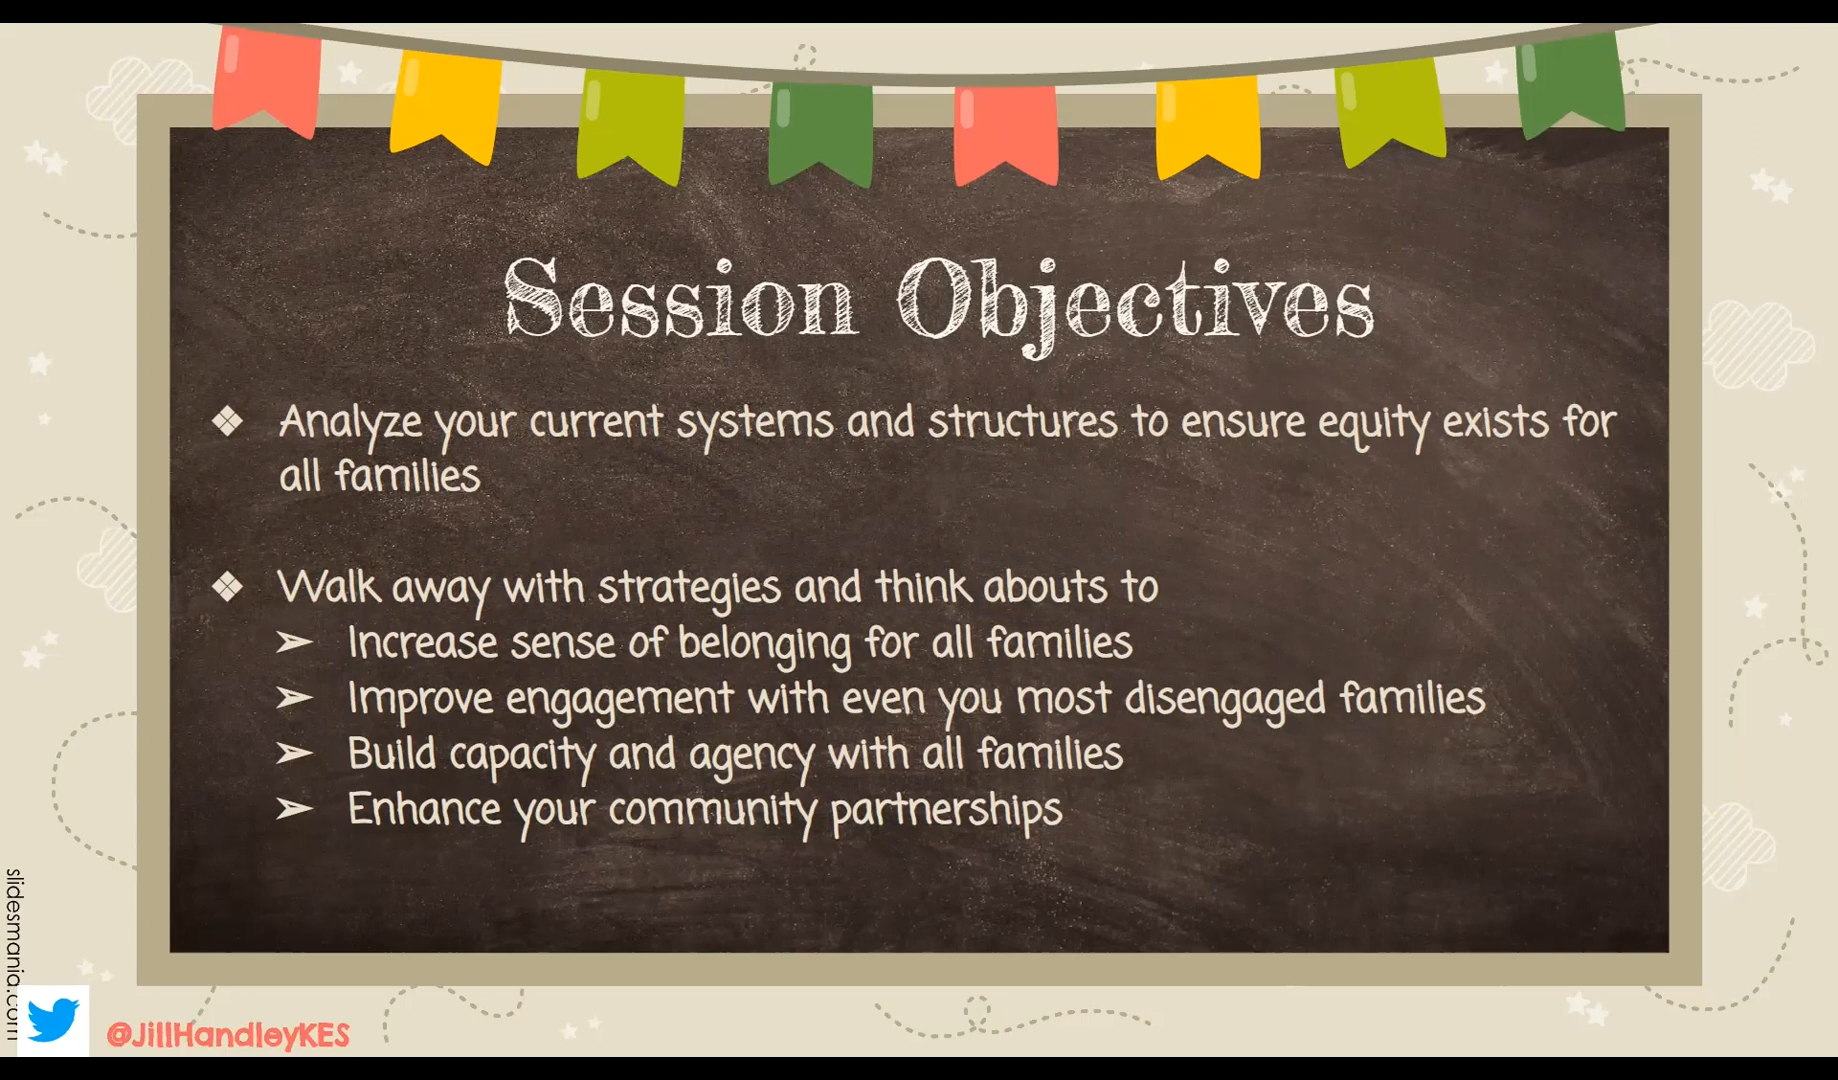 Session Objectives
❖ Analyze your current systems and structures to ensure equity exists for
all families
❖ Walk away with strategies and think abouts to
➢ Increase sense of belonging for all families
➢ Improve engagement with even you most disengaged families
➢ Build capacity and agency with all families
➢ Enhance your community partnerships
slidesmania.com
@JillHandleyKES